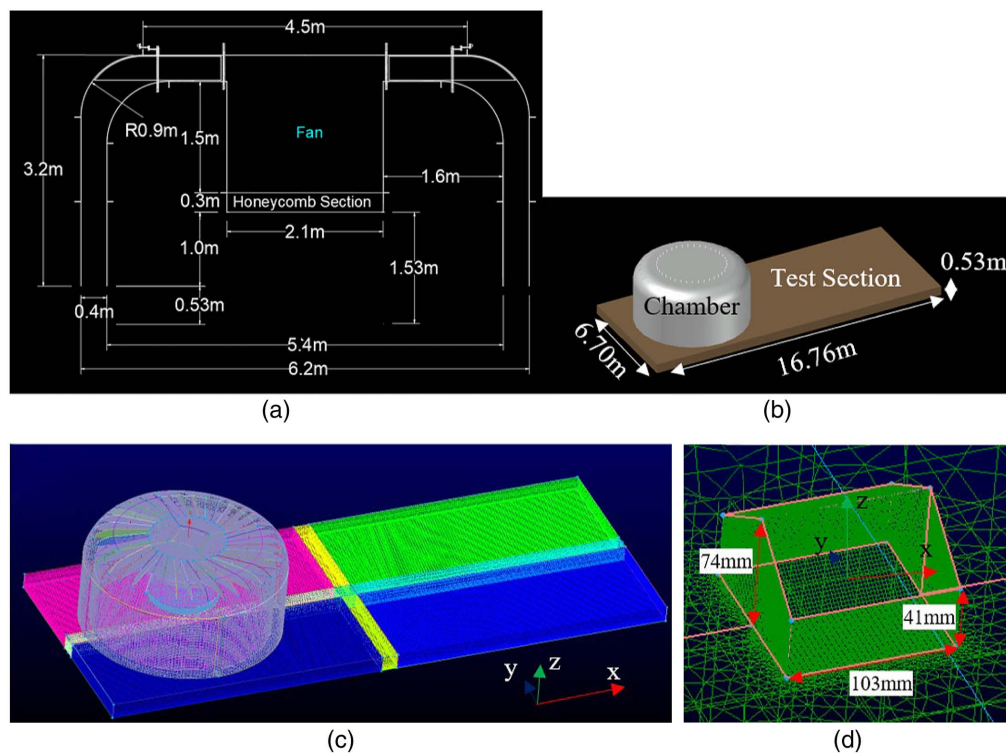 4.5m
R0.9m
1.5m
Fan
3.2m
1.6m
0.3m
Honeycomb Section
2.1m
1.0m
1.53m
0.53m
0.4m
5.4m
6.2m
(a)
Chamber
Test Section
0.53m
6.70m
16.76m
(b)
y
z
x
(c)
z
y
x
74mm
41mm
103mm
(d)